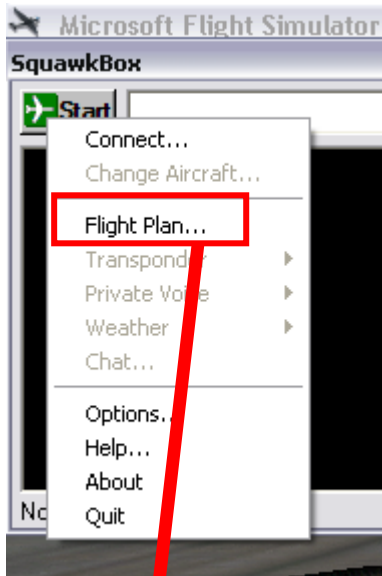 Microsoft Flight Simulator
SquawkBox
Start
Connect...
Change Aircraft...
Flight Plan...
Transponder
Private Voice
Weather
Chat...
Options...
Help...
About
Quit